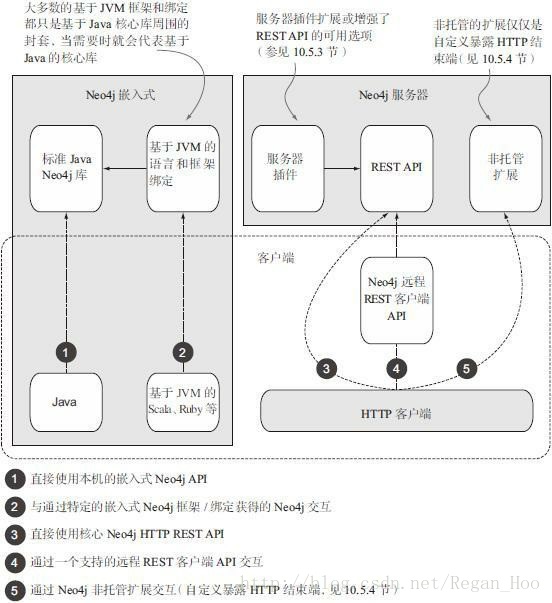 大多数的基于 JVM 框架和绑定
都只是基于 Java 核心库周围的
封套，当需要时就会代表基于
Java 的核心库
服务器插件扩展或增强了
REST API 的可用选项
（参见 10.5.3 节）
非托管的扩展仅仅是
自定义暴露 HTTP 结
束端（见 10.5.4 节）
Neo4j 嵌入式
Neo4j 服务器
标准 Java
Neo4j 库
基于 JVM 的
语言和框架
绑定
服务器
插件
REST API
非托管
扩展
客户端
Neo4j 远程
REST 客户端
API
1
2
3
4
5
Java
基于 JVM 的
Scala、Ruby 等
HTTP 客户端
1 直接使用本机的嵌入式 Neo4j API
2 与通过特定的嵌入式 Neo4j 框架 / 绑定获得的 Neo4j 交互
3 直接使用核心 Neo4j HTTP REST API
4 通过一个支持的远程 REST 客户端 API 交互
5 通过 Neo4j 非托管扩展交互（自定义暴露 HTTP 结束端，见 10.5.4 节）
http://blog.csdn.net/Regan_Hoo